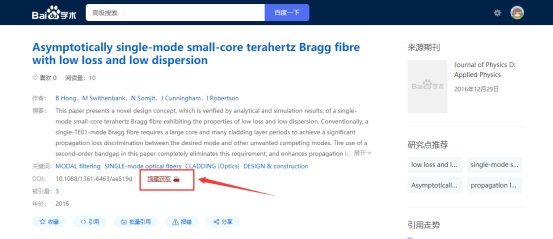 Bai 学术
高级搜索
百度一下
Asymptotically single-mode small-core terahertz Bragg fibre
with low loss and low dispersion
喜欢 0 阅读量：10
作者： B Hong， M Swithenbank， N Somjit， J Cunningham， I Robertson
摘要： This paper presents a novel design concept, which is verified by analytical and simulation results, of a single-
mode small-core terahertz Bragg fibre exhibiting the properties of low loss and low dispersion. Conventionally, a
single-TE01-mode Bragg fibre requires a large core and many cladding layer periods to achieve a significant
propagation loss discrimination between the desired mode and other unwanted competing modes. The use of a
second-order bandgap in this paper completely eliminates this requirement, and enhances propagation l 展开
关键词： MODAL filtering SINGLE-mode optical fibers CLADDING (Optics) DESIGN & construction
DOI： 10.1088/1361-6463/aa519d 馆藏获取
被引量： 3
年份： 2016
收藏 引用 批量引用 报错 分享
来源期刊
Journal of Physics D:
Applied Physics
2016年12月29日
研究点推荐
low loss and l single-mode s
Asymptotical propagation l
引用走势